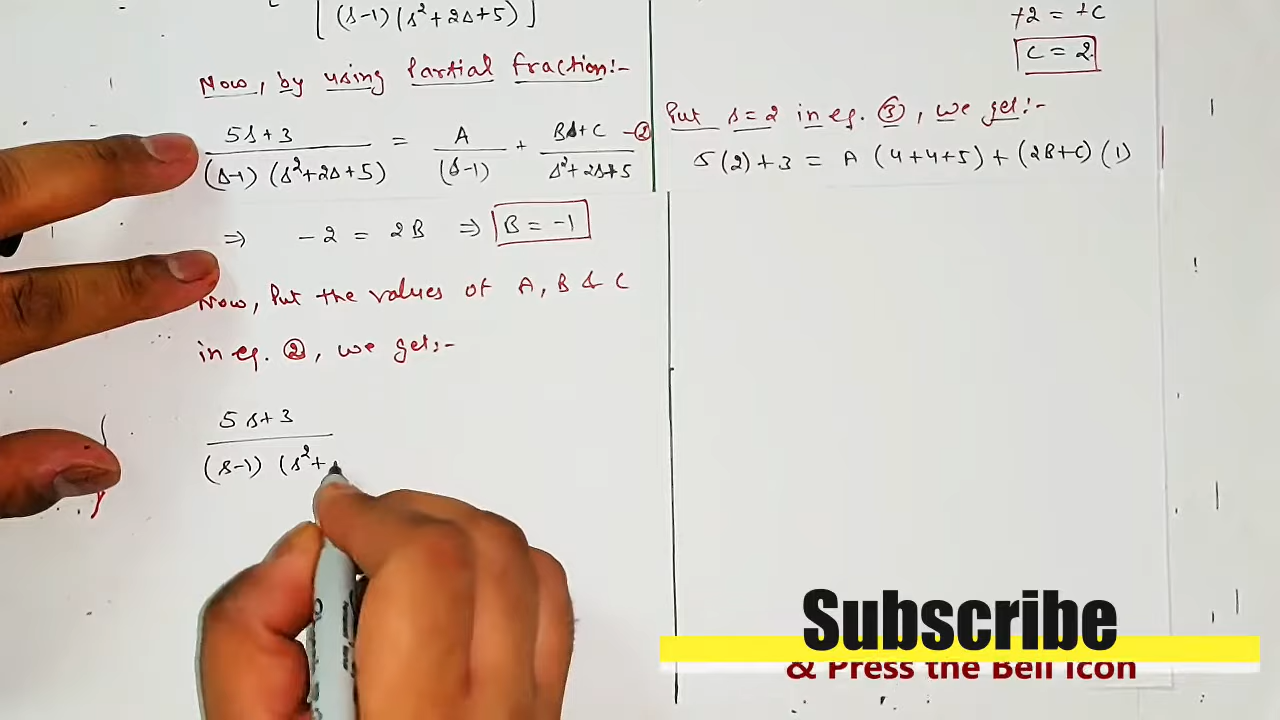 [(s-1)(s²+2s+5)]
Now, by using Partial fraction:-
5s+3/(s-1)(s²+2s+5) = A/(s-1) + Bs+C/s²+2s+5 -②
⇒ -2 = 2B ⇒ B = -1
Now, Put the values of A, B & C
in eq. ②, we get:-
5s+3
(s-1) (s²+
+2 = +C
C = 2
Put s=2 in eq. ③, we get:-
5(2)+3 = A (4+4+5)+(2B+C)(1)
Subscribe
& Press the Bell Icon